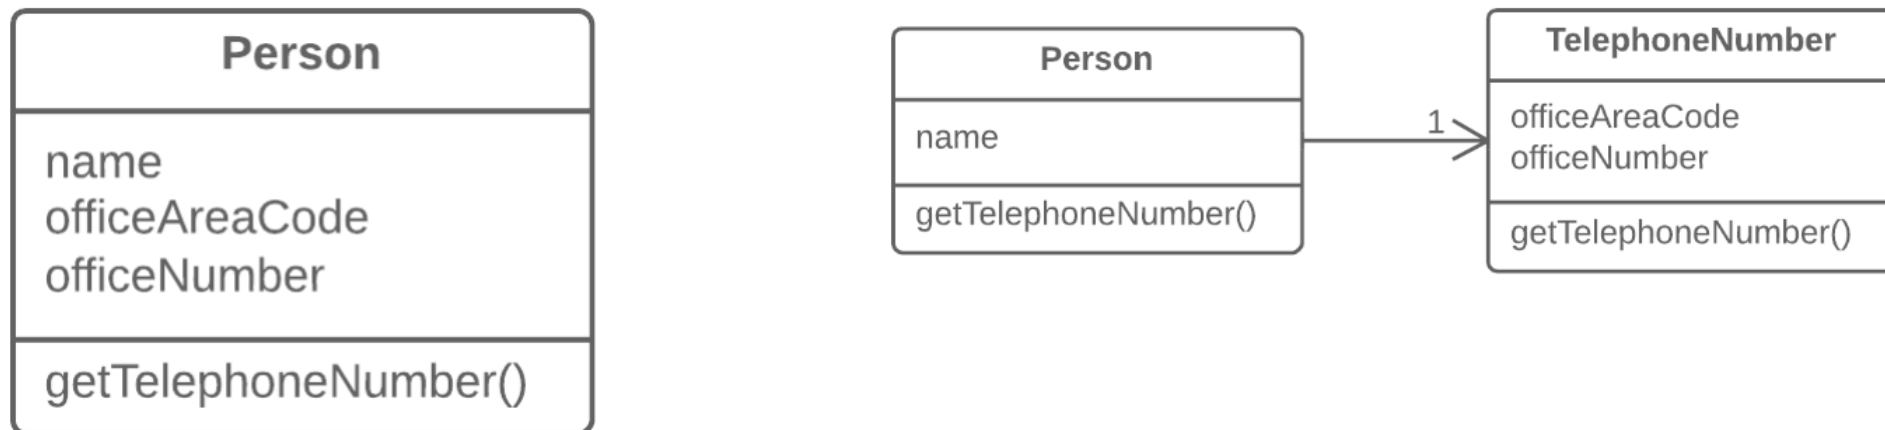 Person
name
officeAreaCode
officeNumber
getTelephoneNumber()
Person
name
getTelephoneNumber()
1
TelephoneNumber
officeAreaCode
officeNumber
getTelephoneNumber()